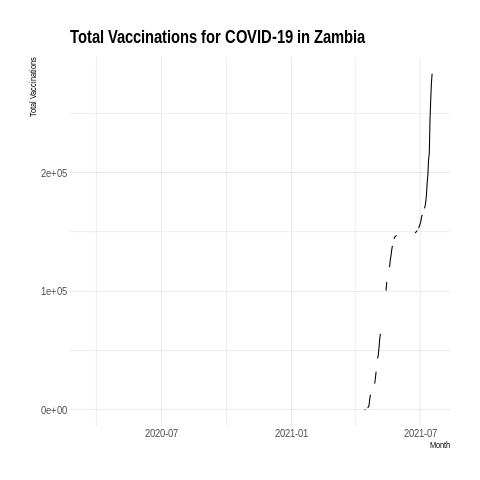 Total Vaccinations for COVID-19 in Zambia
Total Vaccinations
2e+05
1e+05
0e+00
2020-07
2021-01
2021-07
Month